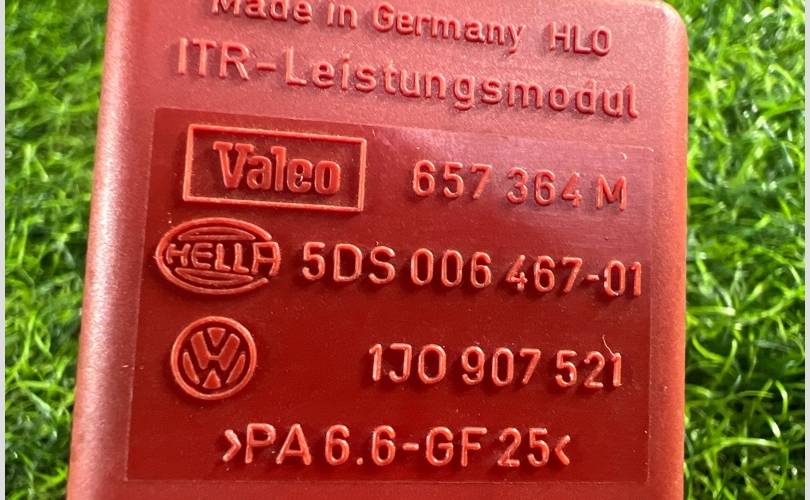 Made in Germany HLO
ITR-Leistungsmodul
Valeo 657 364 M
HELLA 5DS 006 467-01
VW 1J0 907 521
>PA 6.6-GF 25<